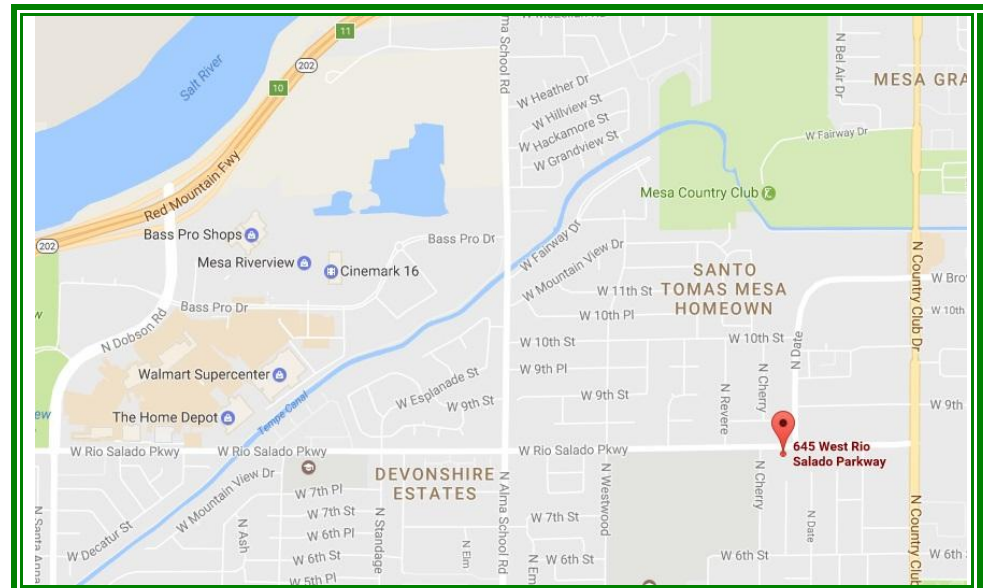 W McLellan Dr
11
202
Salt River
10
Alma School Rd
N Bel Air Dr
MESA GRA
W Heather Dr
W Hillview St
W Hackamore St
W Grandview St
W Fairway Dr
Red Mountain Fwy
Mesa Country Club
202
Bass Pro Shops
Bass Pro Dr
W Fairway Dr
W Mountain View Dr
N Country Club Dr
Mesa Riverview
Cinemark 16
SANTO
TOMAS MESA
HOMEOWN
W 11th St
W Bro
Bass Pro Dr
W 10th Pl
W 10th
N Dobson Rd
W 10th St
W 10th St
N Date
Walmart Supercenter
W 9th Pl
W Esplanade St
W 9th St
W 9th St
N Revere
N Cherry
W 9th
The Home Depot
Tempe Canal
ew
W Rio Salado Pkwy
W Rio Salado Pkwy
W Rio Salado Pkwy
645 West Rio
Salado Parkway
DEVONSHIRE
ESTATES
W Mountain View Dr
W 7th Pl
N Alma School Rd
N Westwood
N Cherry
N Date
N Country Club
N Santa Anna
W Decatur St
N Ash
W 7th St
N Standage
W 7th St
W 6th Pl
N Elm
W 6th St
N Em
W 6th St
W 6th St
W 6th
W 5th Pl